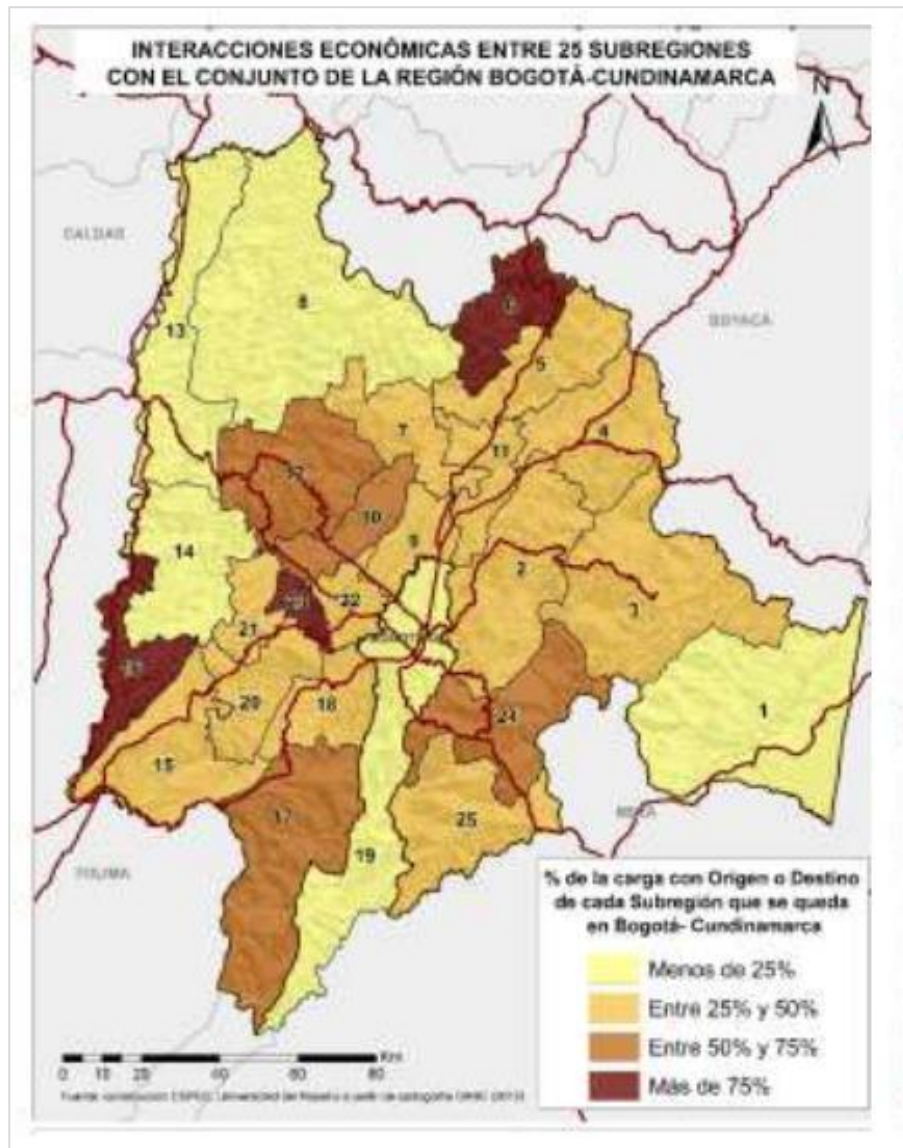 INTERACCIONES ECONÓMICAS ENTRE 25 SUBREGIONES
CON EL CONJUNTO DE LA REGIÓN BOGOTÁ-CUNDINAMARCA
N
CALDAS
BOYACÁ
8
13
5
7
4
11
10
9
14
2
22
3
21
20
18
24
1
15
17
25
19
META
TOLIMA
% de la carga con Origen o Destino
de cada Subregión que se queda
en Bogotá- Cundinamarca
Menos de 25%
Entre 25% y 50%
Entre 50% y 75%
Más de 75%
Km
0 10 20 40 60 80